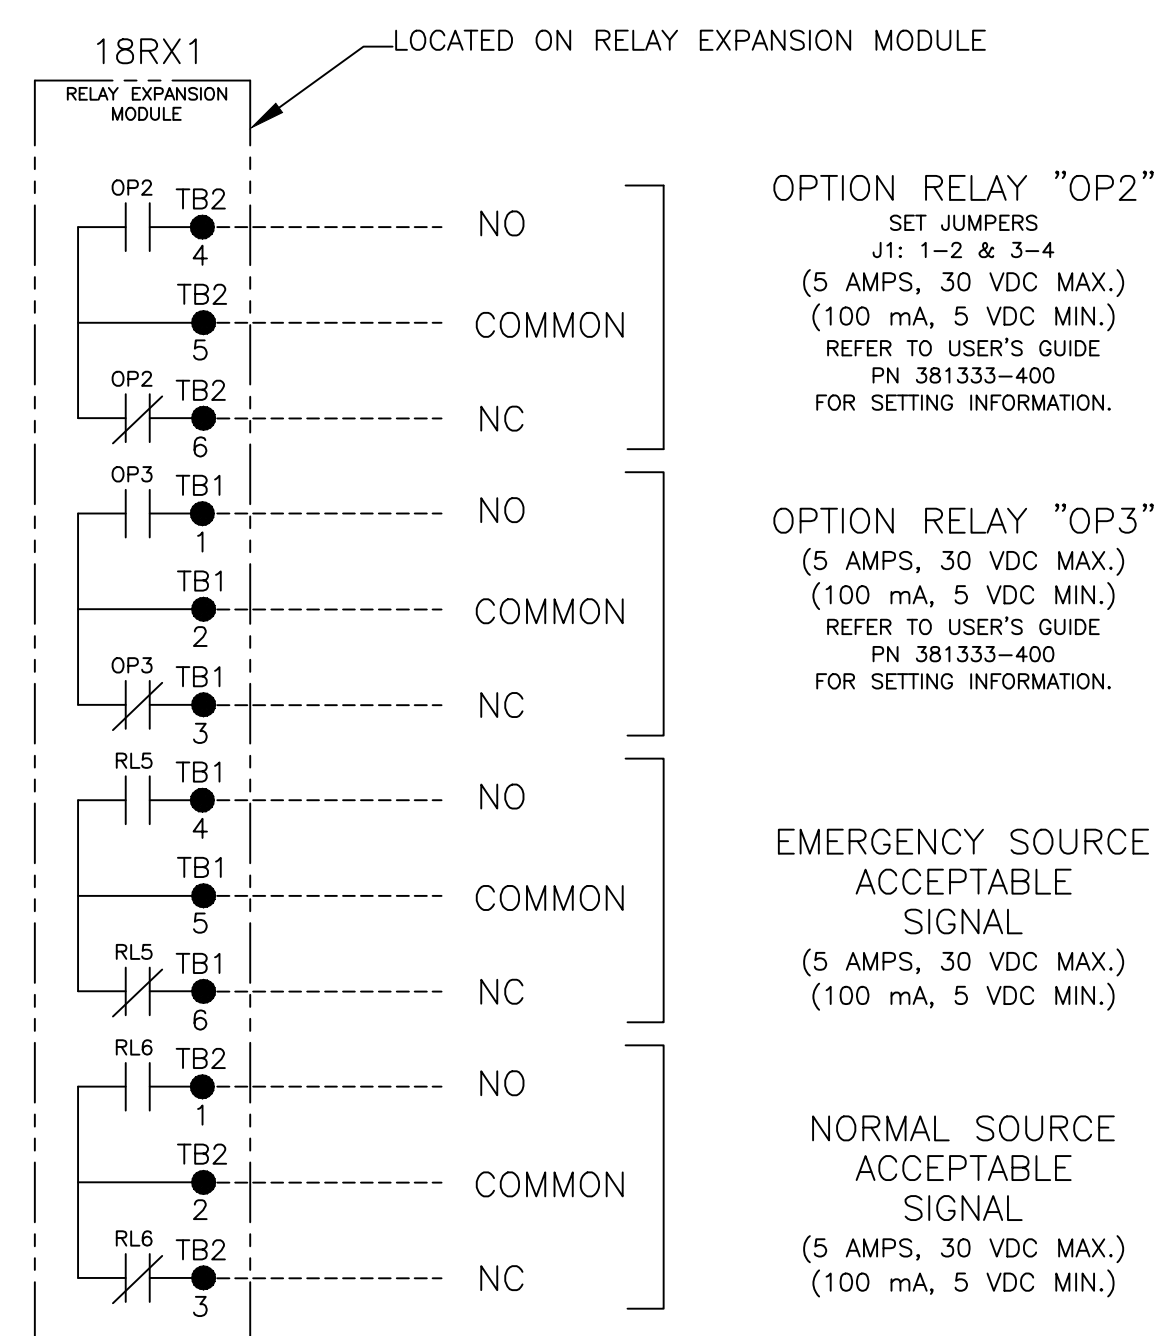 18RX1
LOCATED ON RELAY EXPANSION MODULE
RELAY EXPANSION
MODULE
OP2 TB2
4
NO
TB2
5
COMMON
OP2 TB2
6
NC
OPTION RELAY "OP2"
SET JUMPERS
J1: 1-2 & 3-4
(5 AMPS, 30 VDC MAX.)
(100 mA, 5 VDC MIN.)
REFER TO USER'S GUIDE
PN 381333-400
FOR SETTING INFORMATION.
OP3 TB1
1
NO
TB1
2
COMMON
OP3 TB1
3
NC
OPTION RELAY "OP3"
(5 AMPS, 30 VDC MAX.)
(100 mA, 5 VDC MIN.)
REFER TO USER'S GUIDE
PN 381333-400
FOR SETTING INFORMATION.
RL5 TB1
4
NO
TB1
5
COMMON
RL5 TB1
6
NC
EMERGENCY SOURCE
ACCEPTABLE
SIGNAL
(5 AMPS, 30 VDC MAX.)
(100 mA, 5 VDC MIN.)
RL6 TB2
1
NO
TB2
2
COMMON
RL6 TB2
3
NC
NORMAL SOURCE
ACCEPTABLE
SIGNAL
(5 AMPS, 30 VDC MAX.)
(100 mA, 5 VDC MIN.)